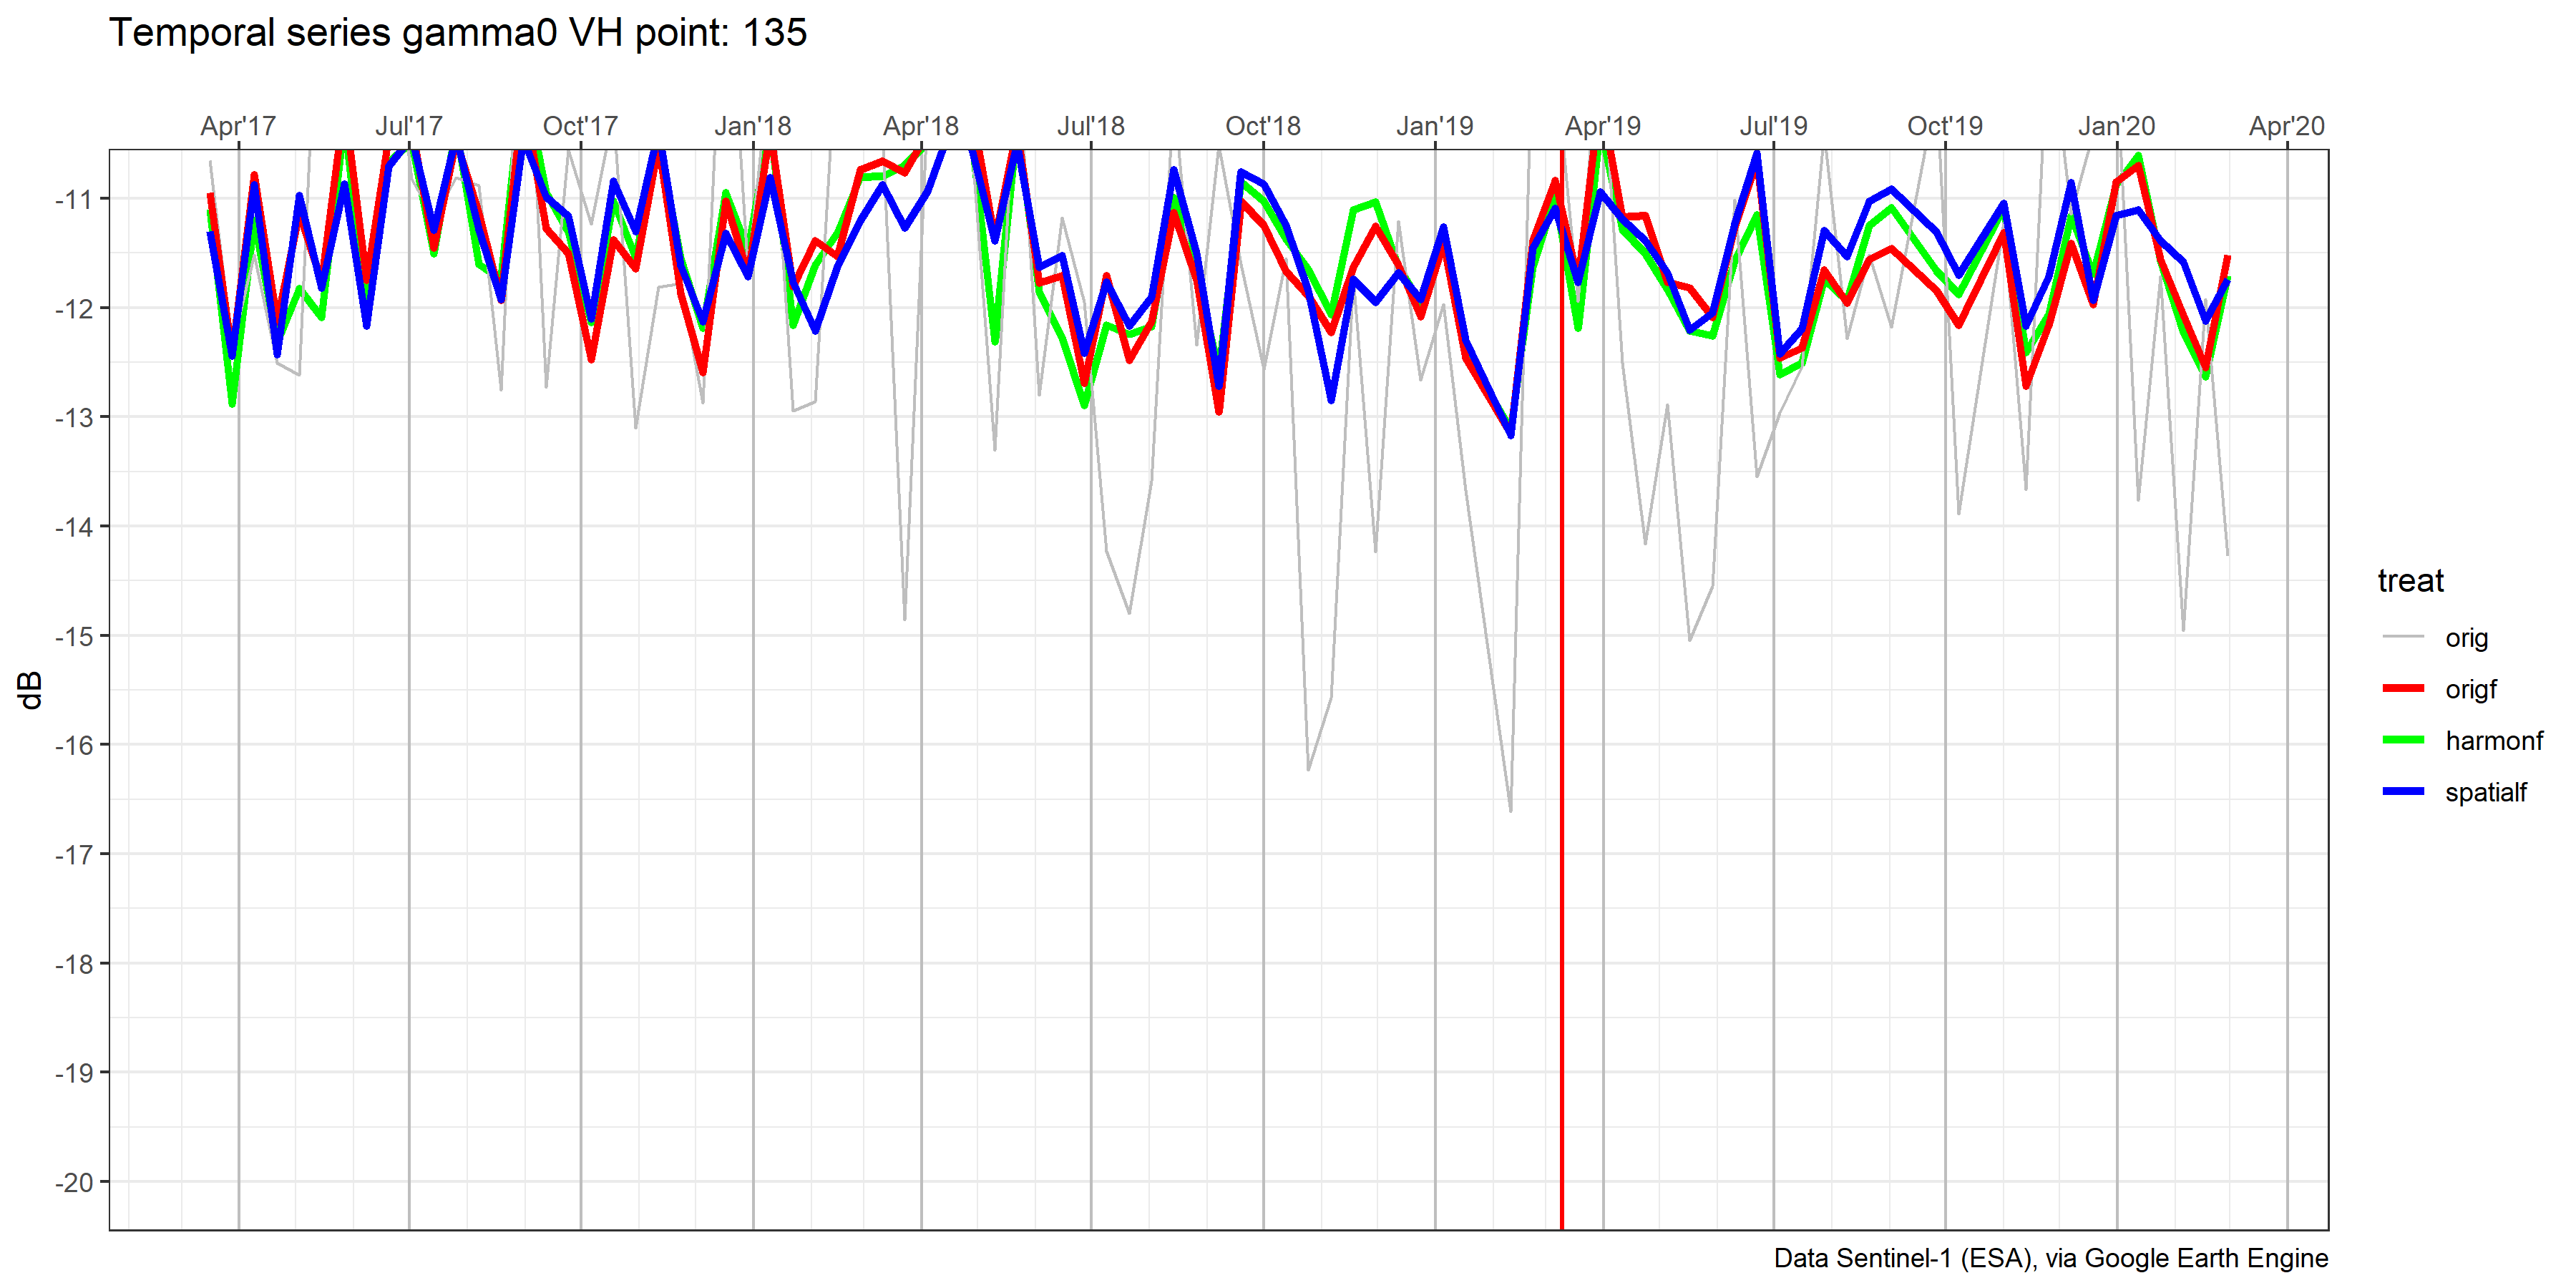 Temporal series gamma0 VH point: 135
Apr'17 Jul'17 Oct'17 Jan'18 Apr'18 Jul'18 Oct'18 Jan'19 Apr'19 Jul'19 Oct'19 Jan'20 Apr'20
-11
-12
-13
-14
-15
-16
-17
-18
-19
-20
dB
treat
orig
origf
harmonf
spatialf
Data Sentinel-1 (ESA), via Google Earth Engine